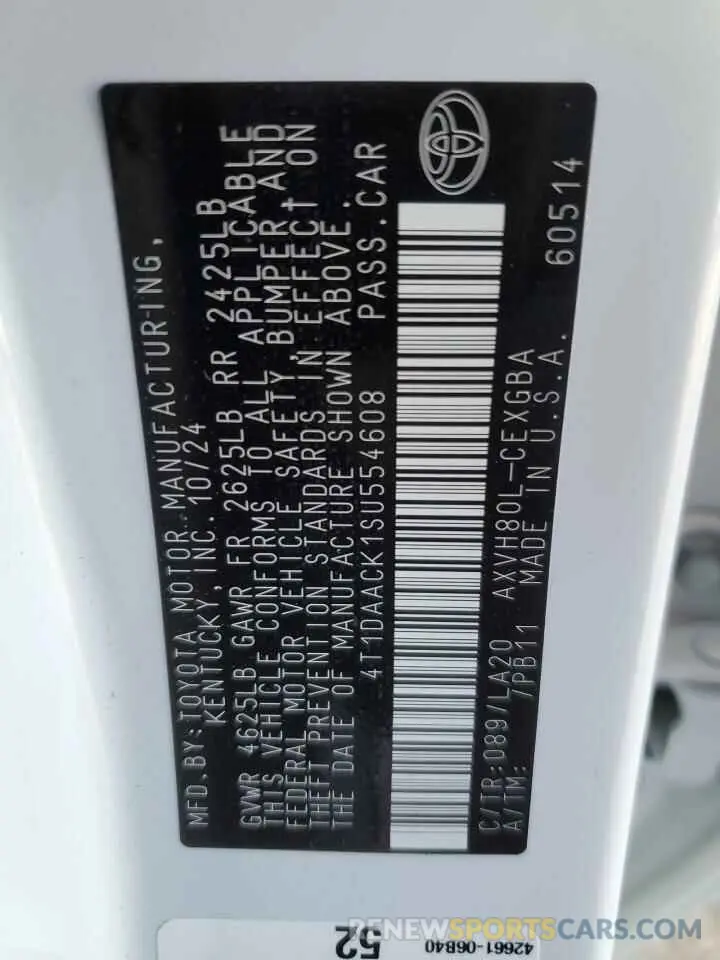 MFD.BY:TOYOTA MOTOR MANUFACTURING,
KENTUCKY, INC. 10/24
GVWR 4625LB GAWR FR 2625LB RR 2425LB
THIS VEHICLE CONFORMS TO ALL APPLICABLE
FEDERAL MOTOR VEHICLE SAFETY, BUMPER AND
THEFT PREVENTION STANDARDS IN EFFECT ON
THE DATE OF MANUFACTURE SHOWN ABOVE.
4T1DAACK1SU554608 PASS.CAR
C/TR:089/LA20 AXVH80L-CEXGBA
A/TM: /PB11 MADE IN U.S.A. 60514
52
42661-06B40
RENEWSPORTCARS.COM